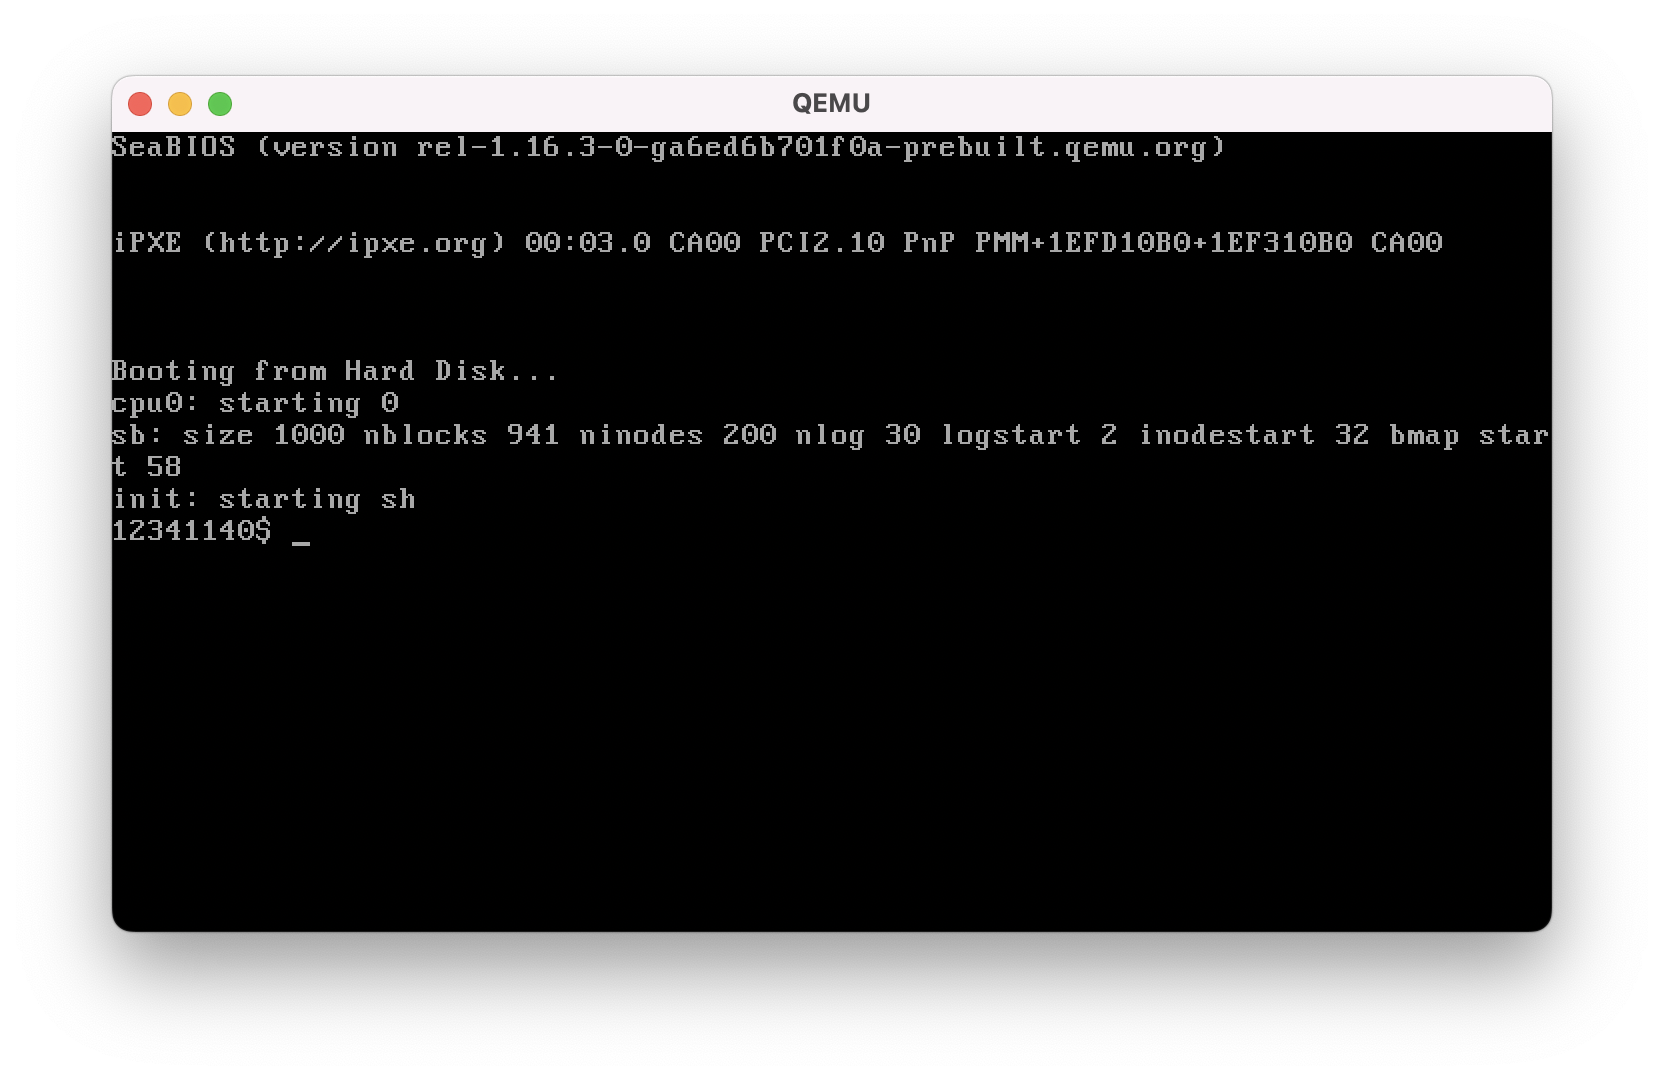 QEMU
SeaBIOS (version rel-1.16.3-0-ga6ed6b701f0a-prebuilt.qemu.org)
iPXE (http://ipxe.org) 00:03.0 CA00 PCI2.10 PnP PMM+1EFD10B0+1EF310B0 CA00
Booting from Hard Disk...
cpu0: starting 0
sb: size 1000 nblocks 941 ninodes 200 nlog 30 logstart 2 inodestart 32 bmap star
t 58
init: starting sh
12341140$ _